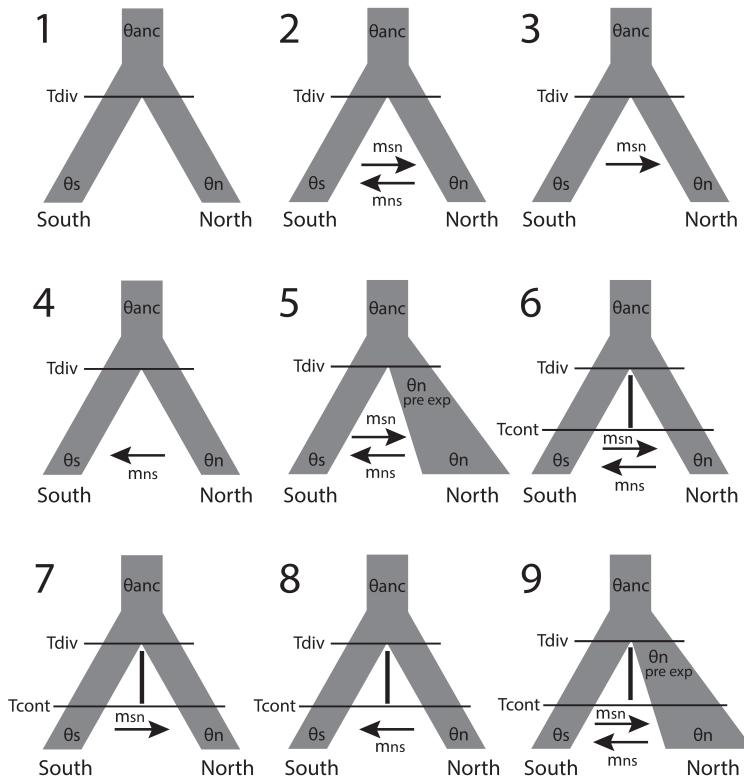 1
θanc
Tdiv
θs
θn
South
North
2
θanc
Tdiv
msn
mns
θs
θn
South
North
3
θanc
Tdiv
msn
θs
θn
South
North
4
θanc
Tdiv
mns
θs
θn
South
North
5
θanc
Tdiv
θn
pre exp
msn
mns
θs
θn
South
North
6
θanc
Tdiv
Tcont
msn
mns
θs
θn
South
North
7
θanc
Tdiv
Tcont
msn
θs
θn
South
North
8
θanc
Tdiv
Tcont
mns
θs
θn
South
North
9
θanc
Tdiv
θn
pre exp
Tcont
msn
mns
θs
θn
South
North